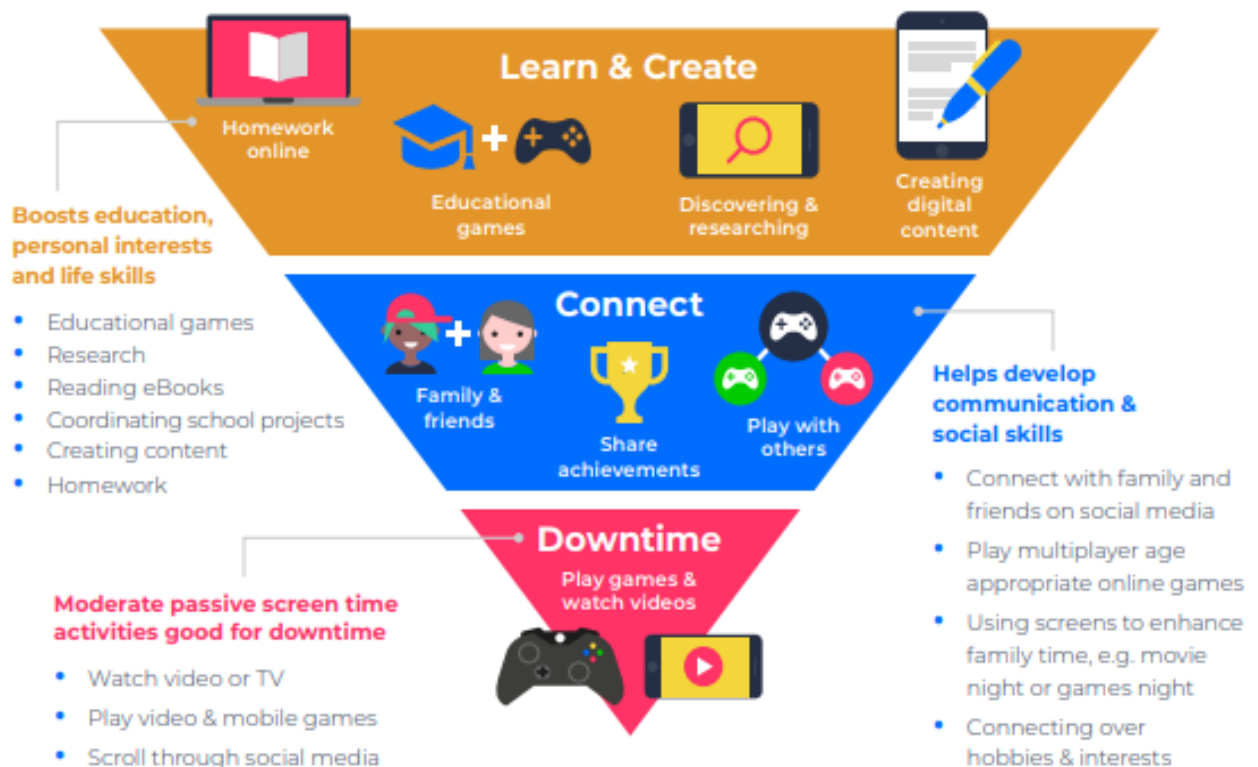 Learn & Create
Homework
online
Educational
games
Discovering &
researching
Creating
digital
content
Boosts education,
personal interests
and life skills
• Educational games
• Research
• Reading eBooks
• Coordinating school projects
• Creating content
• Homework
Connect
Family &
friends
Share
achievements
Play with
others
Helps develop
communication &
social skills
• Connect with family and
friends on social media
• Play multiplayer age
appropriate online games
• Using screens to enhance
family time, e.g. movie
night or games night
• Connecting over
hobbies & interests
Downtime
Play games &
watch videos
Moderate passive screen time
activities good for downtime
• Watch video or TV
• Play video & mobile games
• Scroll through social media